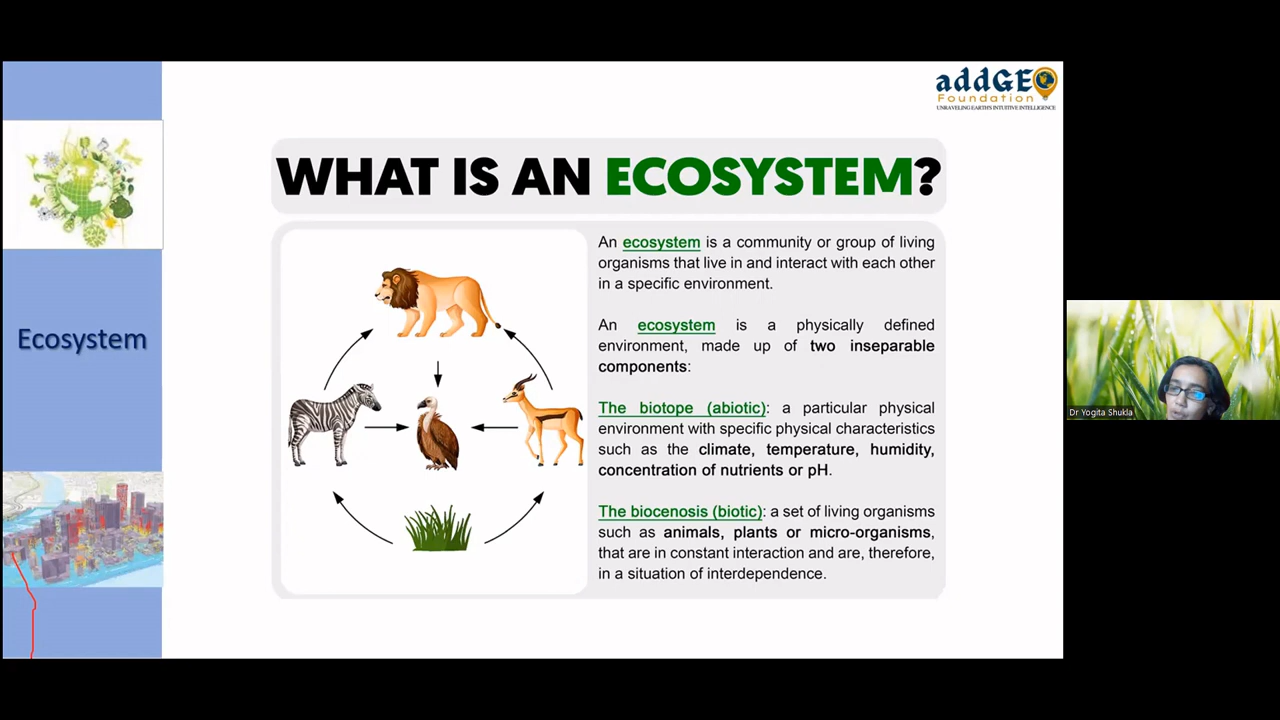 addGEO
Foundation
UNRAVELING EARTH'S INTUITIVE INTELLIGENCE
WHAT IS AN ECOSYSTEM?
Ecosystem
An ecosystem is a community or group of living
organisms that live in and interact with each other
in a specific environment.
An ecosystem is a physically defined
environment, made up of two inseparable
components:
The biotope (abiotic): a particular physical
environment with specific physical characteristics
such as the climate, temperature, humidity,
concentration of nutrients or pH.
The biocenosis (biotic): a set of living organisms
such as animals, plants or micro-organisms,
that are in constant interaction and are, therefore,
in a situation of interdependence.
Dr Yogita Shukla